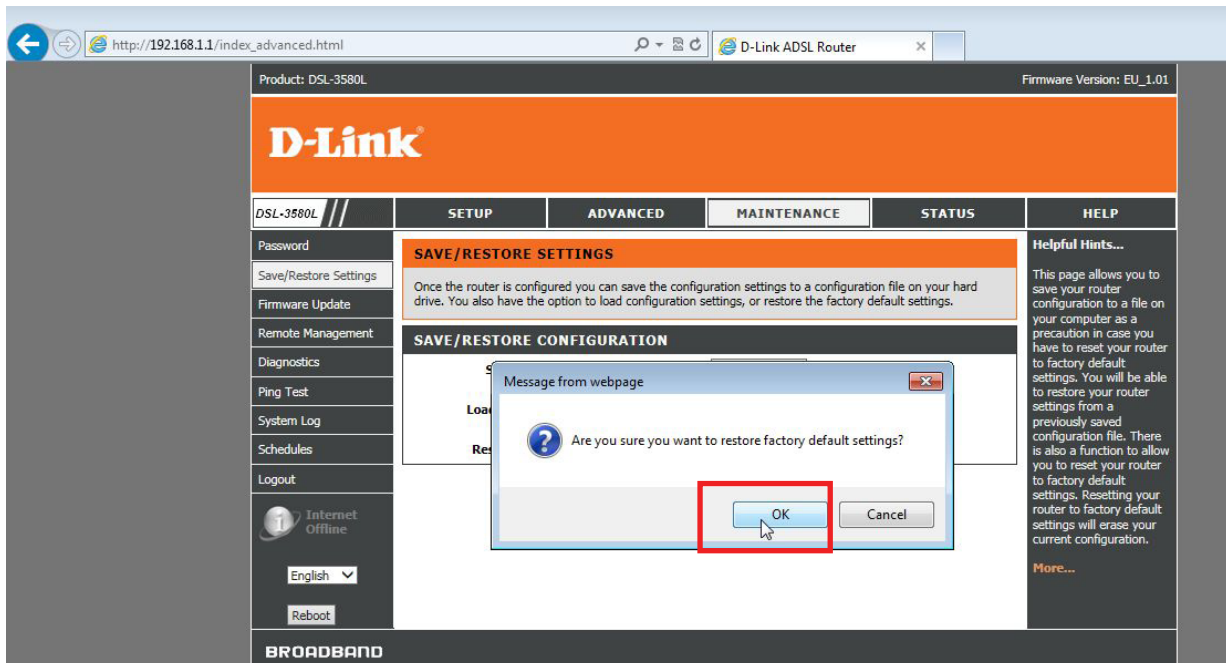 http://192.168.1.1/index_advanced.html
D-Link ADSL Router
Product: DSL-3580L
Firmware Version: EU_1.01
D-Link
DSL-3580L
SETUP
ADVANCED
MAINTENANCE
STATUS
HELP
Password
Save/Restore Settings
Firmware Update
Remote Management
Diagnostics
Ping Test
System Log
Schedules
Logout
Internet
Offline
English
Reboot
SAVE/RESTORE SETTINGS
Once the router is configured you can save the configuration settings to a configuration file on your hard
drive. You also have the option to load configuration settings, or restore the factory default settings.
SAVE/RESTORE CONFIGURATION
Message from webpage
Are you sure you want to restore factory default settings?
OK
Cancel
Helpful Hints...
This page allows you to
save your router
configuration to a file on
your computer as a
precaution in case you
have to reset your router
to factory default
settings. You will be able
to restore your router
settings from a
previously saved
configuration file. There
is also a function to allow
you to reset your router
to factory default
settings. Resetting your
router to factory default
settings will erase your
current configuration.
More...
BROADBAND